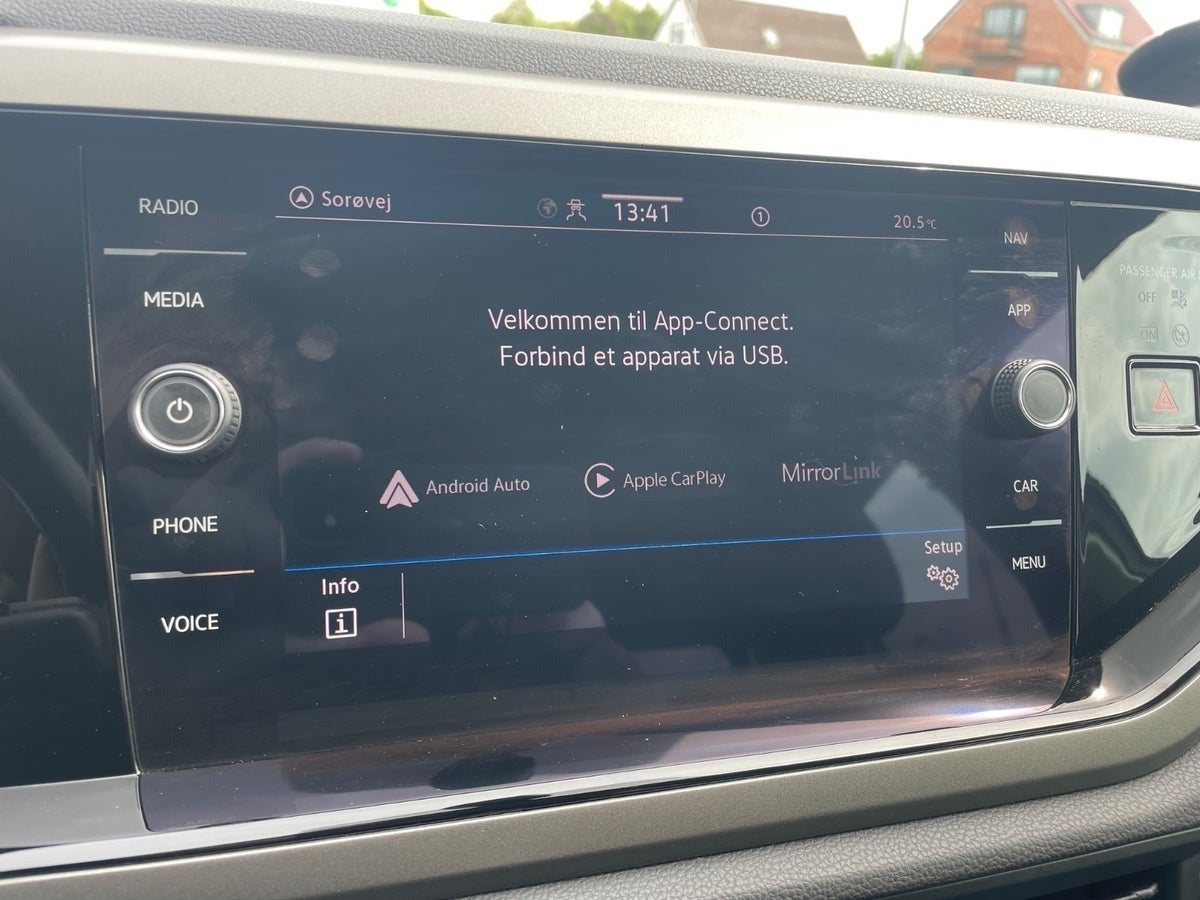 RADIO
MEDIA
PHONE
VOICE
Sorøvej
13:41
1
20.5°C
Velkommen til App-Connect.
Forbind et apparat via USB.
Android Auto
Apple CarPlay
MirrorLink
Info
i
Setup
NAV
APP
CAR
MENU
PASSENGER AIR
OFF
ON